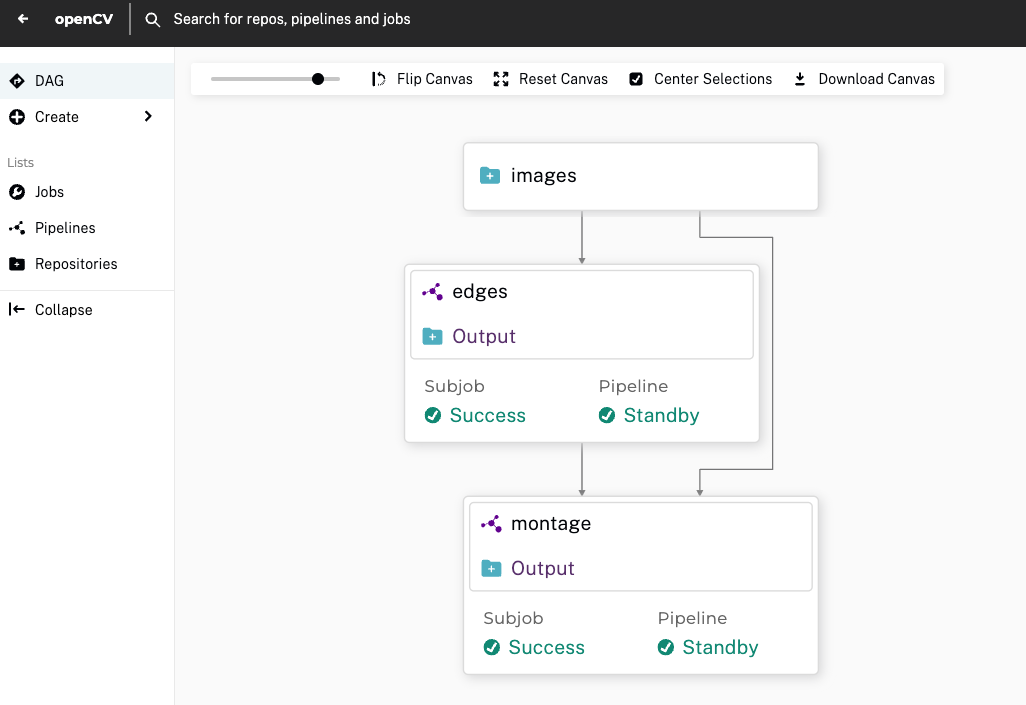 openCV Search for repos, pipelines and jobs
DAG
Create
Lists
Jobs
Pipelines
Repositories
Collapse
Flip Canvas Reset Canvas Center Selections Download Canvas
images
edges
Output
Subjob Pipeline
Success Standby
montage
Output
Subjob Pipeline
Success Standby